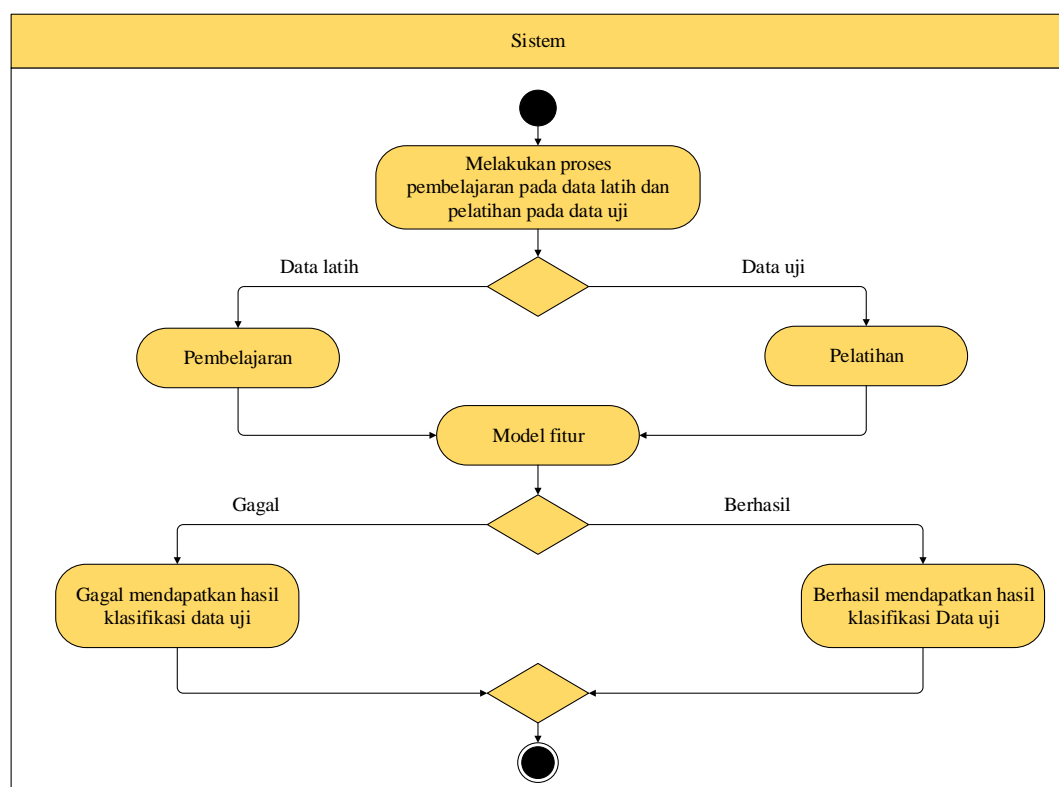 Sistem
Melakukan proses
pembelajaran pada data latih dan
pelatihan pada data uji
Data latih
Data uji
Pembelajaran
Pelatihan
Model fitur
Gagal
Berhasil
Gagal mendapatkan hasil
klasifikasi data uji
Berhasil mendapatkan hasil
klasifikasi Data uji